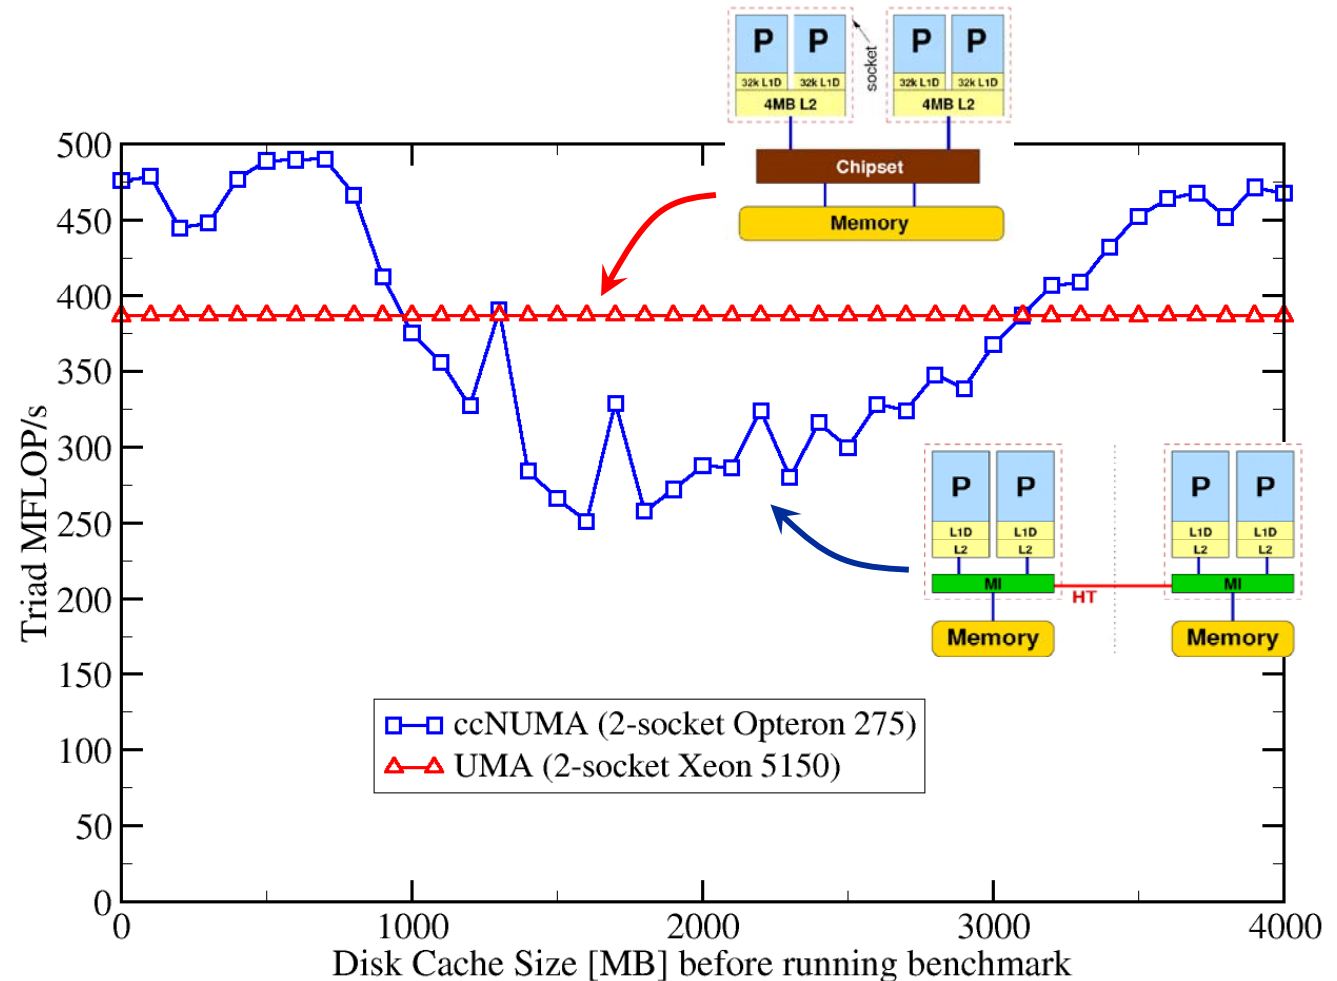 P P P P
socket
32k L1D 32k L1D 32k L1D 32k L1D
4MB L2 4MB L2
Chipset
Memory
500
450
400
350
300
250
200
150
100
50
0
Triad MFLOP/s
P P P P
L1D L1D L1D L1D
L2 L2 L2 L2
MI MI
HT
Memory Memory
ccNUMA (2-socket Opteron 275)
UMA (2-socket Xeon 5150)
0 1000 2000 3000 4000
Disk Cache Size [MB] before running benchmark